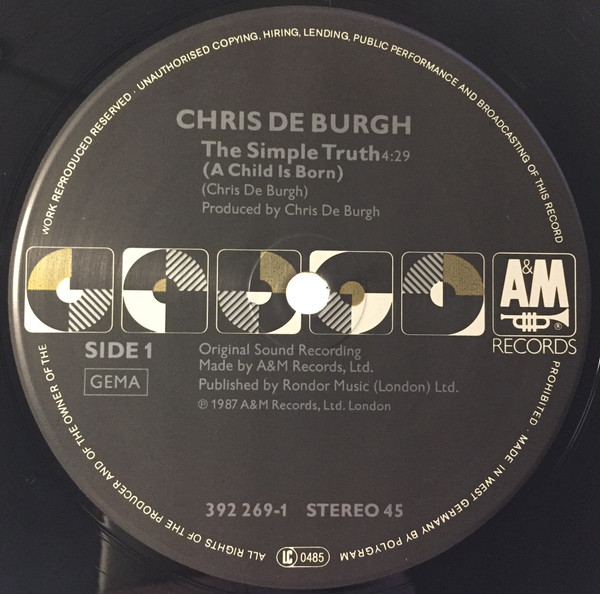 WORK REPRODUCED RESERVED · UNAUTHORISED COPYING, HIRING, LENDING, PUBLIC PERFORMANCE AND BROADCASTING OF THIS RECORD
CHRIS DE BURGH
The Simple Truth 4:29
(A Child Is Born)
(Chris De Burgh)
Produced by Chris De Burgh
A&M
®
RECORDS
SIDE 1
GEMA
Original Sound Recording
Made by A&M Records, Ltd.
Published by Rondor Music (London) Ltd.
℗ 1987 A&M Records, Ltd. London
392 269-1 STEREO 45
PROHIBITED · MADE IN WEST GERMANY BY POLYGRAM
LC 0485
ALL RIGHTS OF THE PRODUCER AND OF THE OWNER OF THE